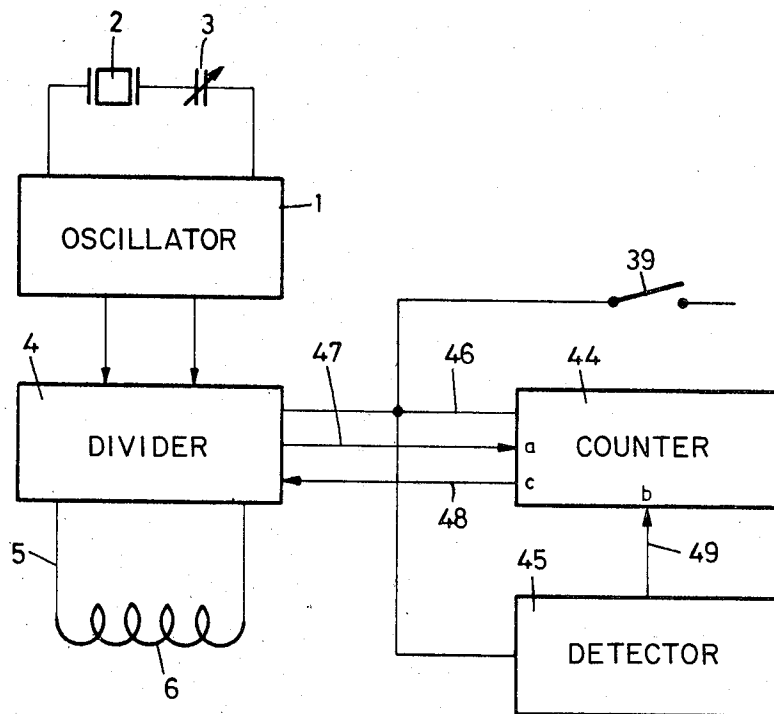 2
3
1
OSCILLATOR
39
4
47
46
44
DIVIDER
a
COUNTER
c
b
48
49
5
45
6
DETECTOR